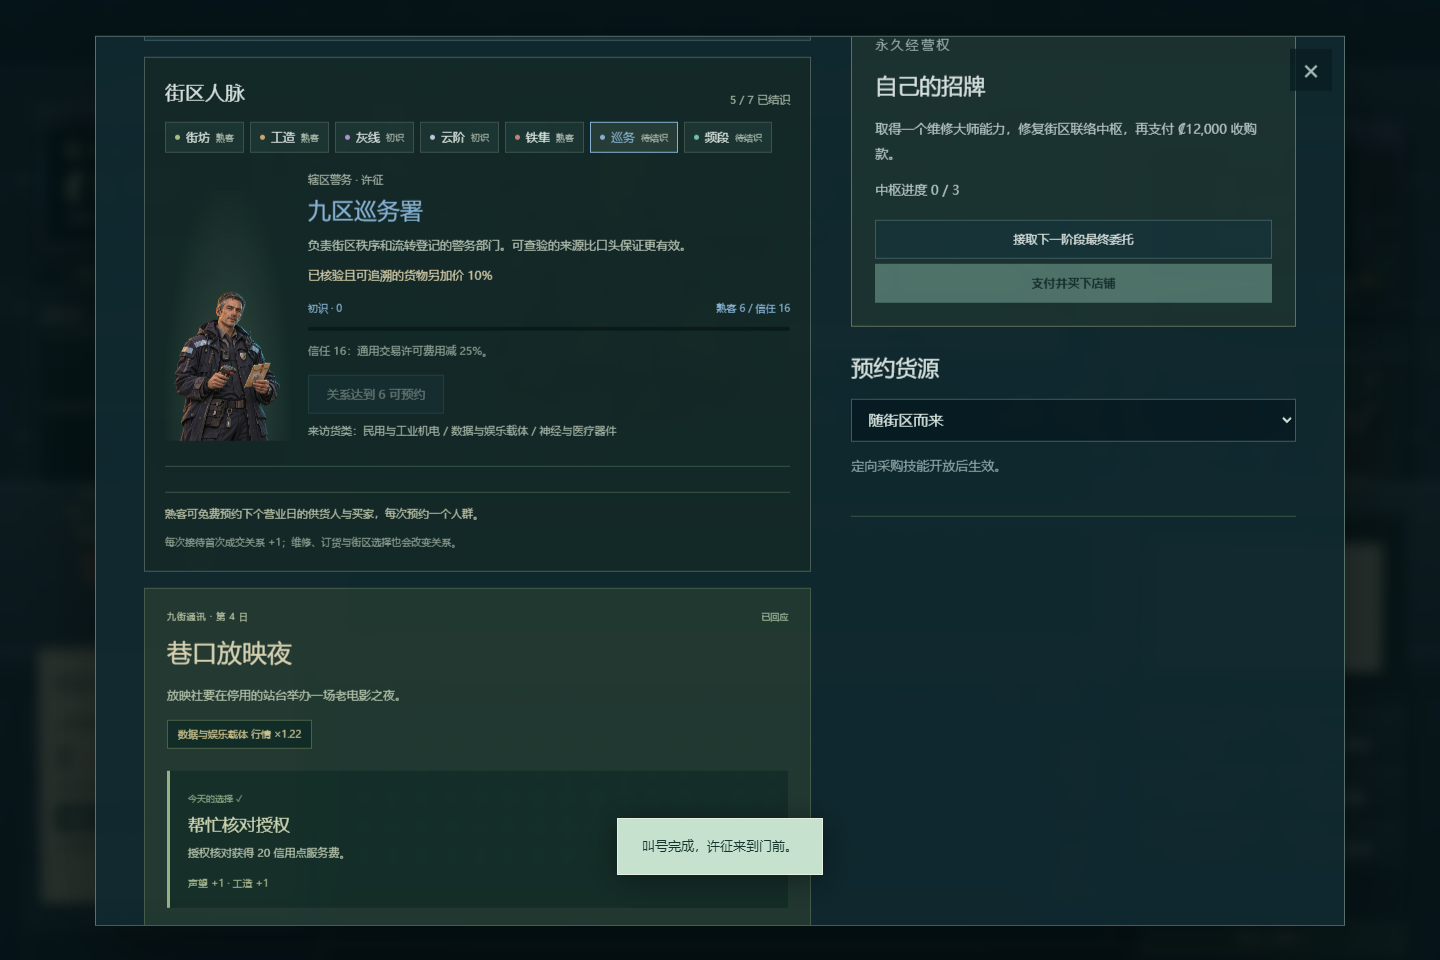 街区人脉
5 / 7 已结识
街坊 熟客
工造 熟客
灰线 初识
云阶 初识
铁隼 熟客
巡务 待结识
频段 待结识
辖区警务 · 许征
九区巡务署
负责街区秩序和流转登记的警务部门。可查验的来源比口头保证更有效。
已核验且可追溯的货物另加价 10%
初识 · 0
熟客 6 / 信任 16
信任 16：通用交易许可费用减 25%。
关系达到 6 可预约
来访货类：民用与工业机电 / 数据与娱乐载体 / 神经与医疗器件
熟客可免费预约下个营业日的供货人与买家，每次预约一个人群。
每次接待首次成交关系 +1；维修、订货与街区选择也会改变关系。
九街通讯 · 第 4 日
已回应
巷口放映夜
放映社要在停用的站台举办一场老电影之夜。
数据与娱乐载体 行情 ×1.22
今天的选择 ✓
帮忙核对授权
授权核对获得 20 信用点服务费。
声望 +1 · 工造 +1
永久经营权
自己的招牌
取得一个维修大师能力，修复街区联络中枢，再支付 ₡12,000 收购
款。
中枢进度 0 / 3
接取下一阶段最终委托
支付并买下店铺
预约货源
随街区而来
定向采购技能开放后生效。
叫号完成，许征来到门前。
×